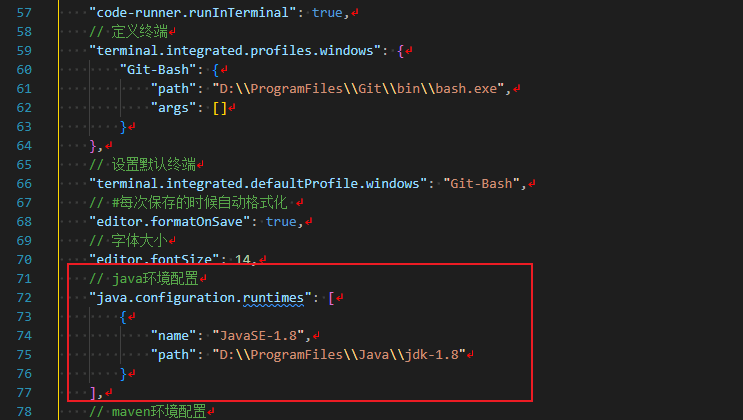 57 "code-runner.runInTerminal": true,↵
58 // 定义终端↵
59 "terminal.integrated.profiles.windows": {↵
60 "Git-Bash": {↵
61 "path": "D:\\ProgramFiles\\Git\\bin\\bash.exe",↵
62 "args": []↵
63 }↵
64 },↵
65 // 设置默认终端↵
66 "terminal.integrated.defaultProfile.windows": "Git-Bash",↵
67 // #每次保存的时候自动格式化 ↵
68 "editor.formatOnSave": true,↵
69 // 字体大小↵
70 "editor.fontSize": 14,↵
71 // java环境配置↵
72 "java.configuration.runtimes": [↵
73 {↵
74 "name": "JavaSE-1.8",↵
75 "path": "D:\\ProgramFiles\\Java\\jdk-1.8"↵
76 }↵
77 ],↵
78 // maven环境配置↵